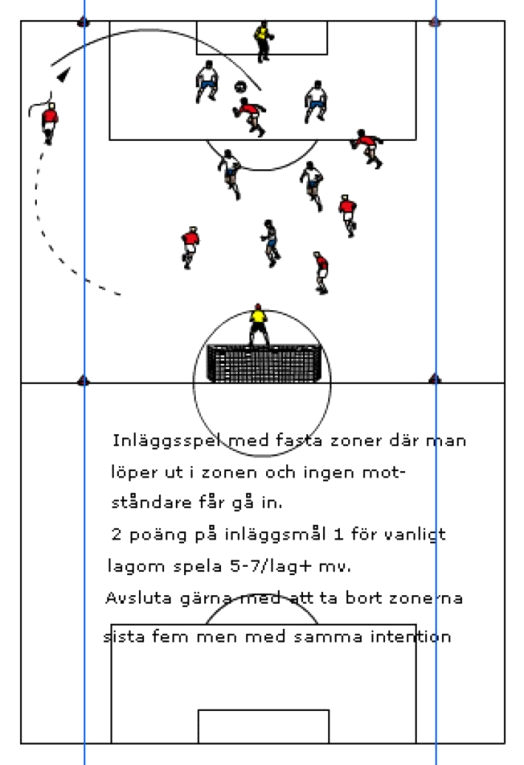 Inläggsspel med fasta zoner där man
löper ut i zonen och ingen mot-
ståndare får gå in.
2 poäng på inläggsmål 1 för vanligt
lagom spela 5-7/lag+ mv.
Avsluta gärna med att ta bort zonerna
sista fem men med samma intention